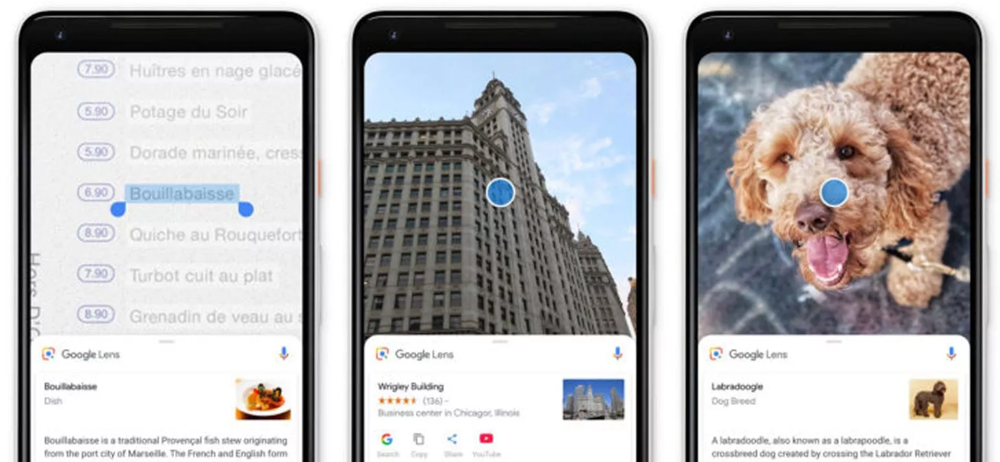 7.90 Huîtres en nage glacé
5.90 Potage du Soir
5.90 Dorade marinée, cress
6.90 Bouillabaisse
8.90 Quiche au Rouquefort
7.90 Turbot cuit au plat
8.90 Grenadin de veau au s
Google Lens
Bouillabaisse
Dish
Bouillabaisse is a traditional Provençal fish stew originating
from the port city of Marseille. The French and English form
Google Lens
Wrigley Building
(136) -
Business center in Chicagor, Illinois
Search Copy Share YouTube
Google Lens
Labradoogle
Dog Breed
A labradoodle, also known as a labrapoodle, is a
crossbreed dog created by crossing the Labrador Retriever